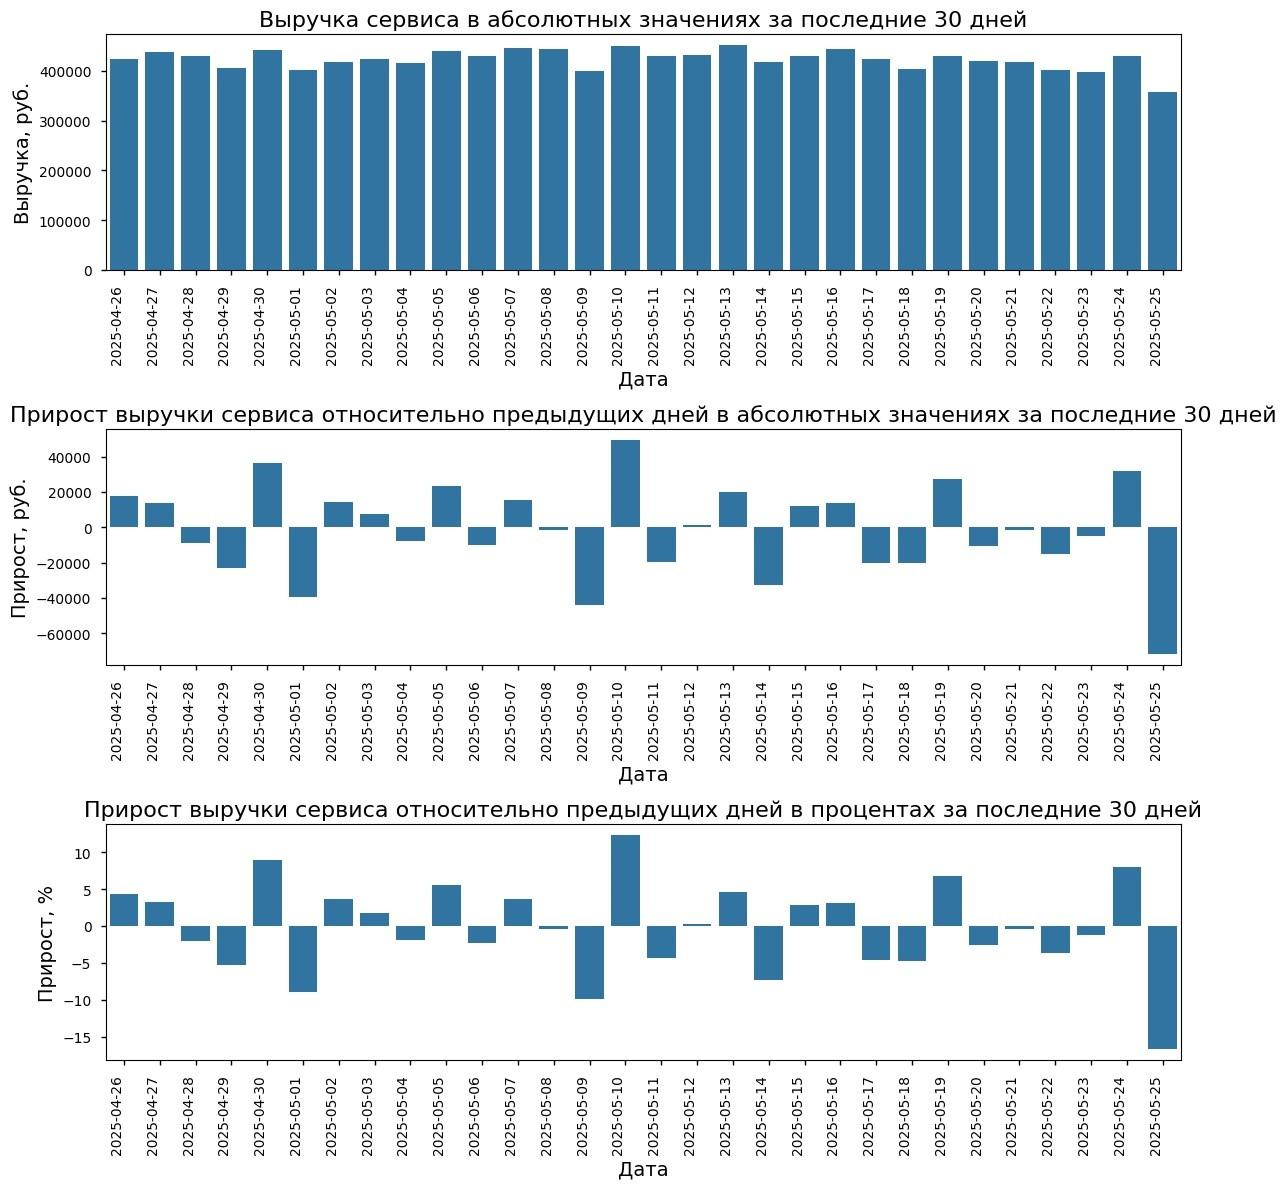 Выручка сервиса в абсолютных значениях за последние 30 дней
Выручка, руб.
400000
300000
200000
100000
0
2025-04-26 2025-04-27 2025-04-28 2025-04-29 2025-04-30 2025-05-01 2025-05-02 2025-05-03 2025-05-04 2025-05-05 2025-05-06 2025-05-07 2025-05-08 2025-05-09 2025-05-10 2025-05-11 2025-05-12 2025-05-13 2025-05-14 2025-05-15 2025-05-16 2025-05-17 2025-05-18 2025-05-19 2025-05-20 2025-05-21 2025-05-22 2025-05-23 2025-05-24 2025-05-25
Дата
Прирост выручки сервиса относительно предыдущих дней в абсолютных значениях за последние 30 дней
Прирост, руб.
40000
20000
0
−20000
−40000
−60000
2025-04-26 2025-04-27 2025-04-28 2025-04-29 2025-04-30 2025-05-01 2025-05-02 2025-05-03 2025-05-04 2025-05-05 2025-05-06 2025-05-07 2025-05-08 2025-05-09 2025-05-10 2025-05-11 2025-05-12 2025-05-13 2025-05-14 2025-05-15 2025-05-16 2025-05-17 2025-05-18 2025-05-19 2025-05-20 2025-05-21 2025-05-22 2025-05-23 2025-05-24 2025-05-25
Дата
Прирост выручки сервиса относительно предыдущих дней в процентах за последние 30 дней
Прирост, %
10
5
0
−5
−10
−15
2025-04-26 2025-04-27 2025-04-28 2025-04-29 2025-04-30 2025-05-01 2025-05-02 2025-05-03 2025-05-04 2025-05-05 2025-05-06 2025-05-07 2025-05-08 2025-05-09 2025-05-10 2025-05-11 2025-05-12 2025-05-13 2025-05-14 2025-05-15 2025-05-16 2025-05-17 2025-05-18 2025-05-19 2025-05-20 2025-05-21 2025-05-22 2025-05-23 2025-05-24 2025-05-25
Дата